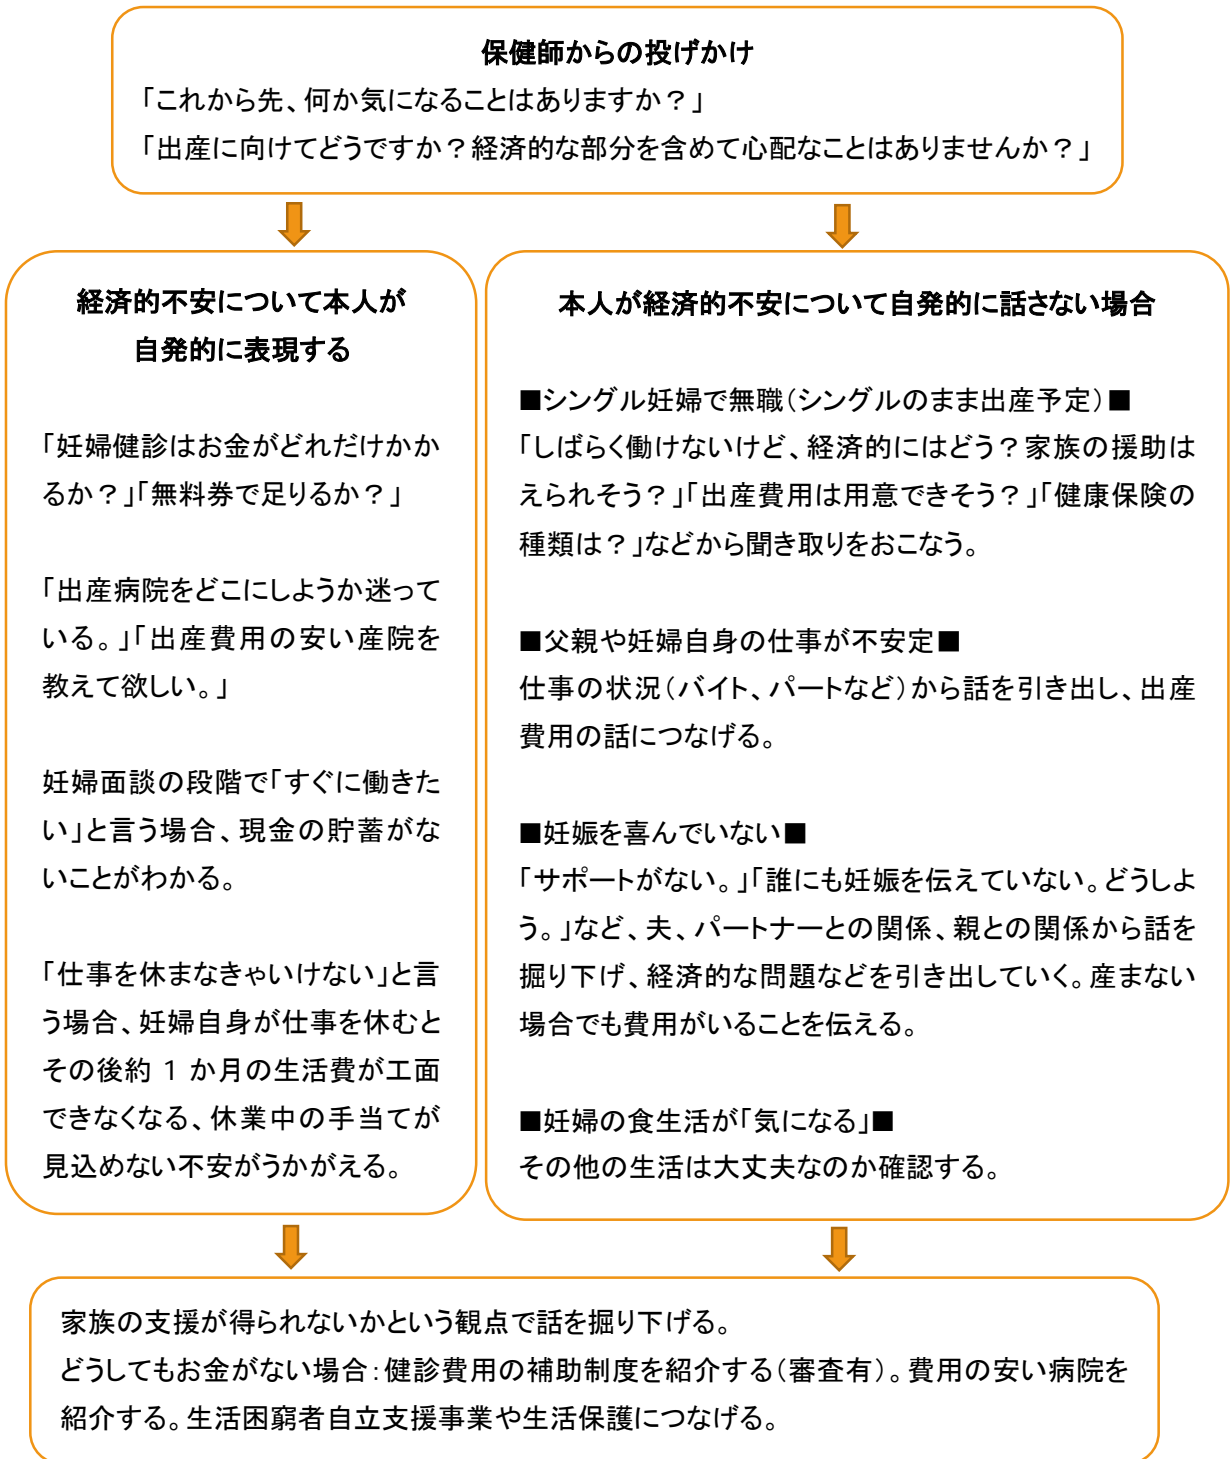 保健師からの投げかけ
「これから先、何か気になることはありますか？」
「出産に向けてどうですか？経済的な部分を含めて心配なことはありませんか？」
経済的不安について本人が
自発的に表現する
「妊婦健診はお金がどれだけかか
るか？」「無料券で足りるか？」
「出産病院をどこにしようか迷って
いる。」「出産費用の安い産院を
教えて欲しい。」
妊婦面談の段階で「すぐに働きた
い」と言う場合、現金の貯蓄がな
いことがわかる。
「仕事を休まなきゃいけない」と言
う場合、妊婦自身が仕事を休むと
その後約 1 か月の生活費が工面
できなくなる、休業中の手当てが
見込めない不安がうかがえる。
本人が経済的不安について自発的に話さない場合
■シングル妊婦で無職（シングルのまま出産予定）■
「しばらく働けないけど、経済的にはどう？家族の援助は
えられそう？」「出産費用は用意できそう？」「健康保険の
種類は？」などから聞き取りをおこなう。
■父親や妊婦自身の仕事が不安定■
仕事の状況（バイト、パートなど）から話を引き出し、出産
費用の話につなげる。
■妊娠を喜んでいない■
「サポートがない。」「誰にも妊娠を伝えていない。どうしよ
う。」など、夫、パートナーとの関係、親との関係から話を
掘り下げ、経済的な問題などを引き出していく。産まない
場合でも費用がいることを伝える。
■妊婦の食生活が「気になる」■
その他の生活は大丈夫なのか確認する。
家族の支援が得られないかという観点で話を掘り下げる。
どうしてもお金がない場合：健診費用の補助制度を紹介する（審査有）。費用の安い病院を
紹介する。生活困窮者自立支援事業や生活保護につなげる。